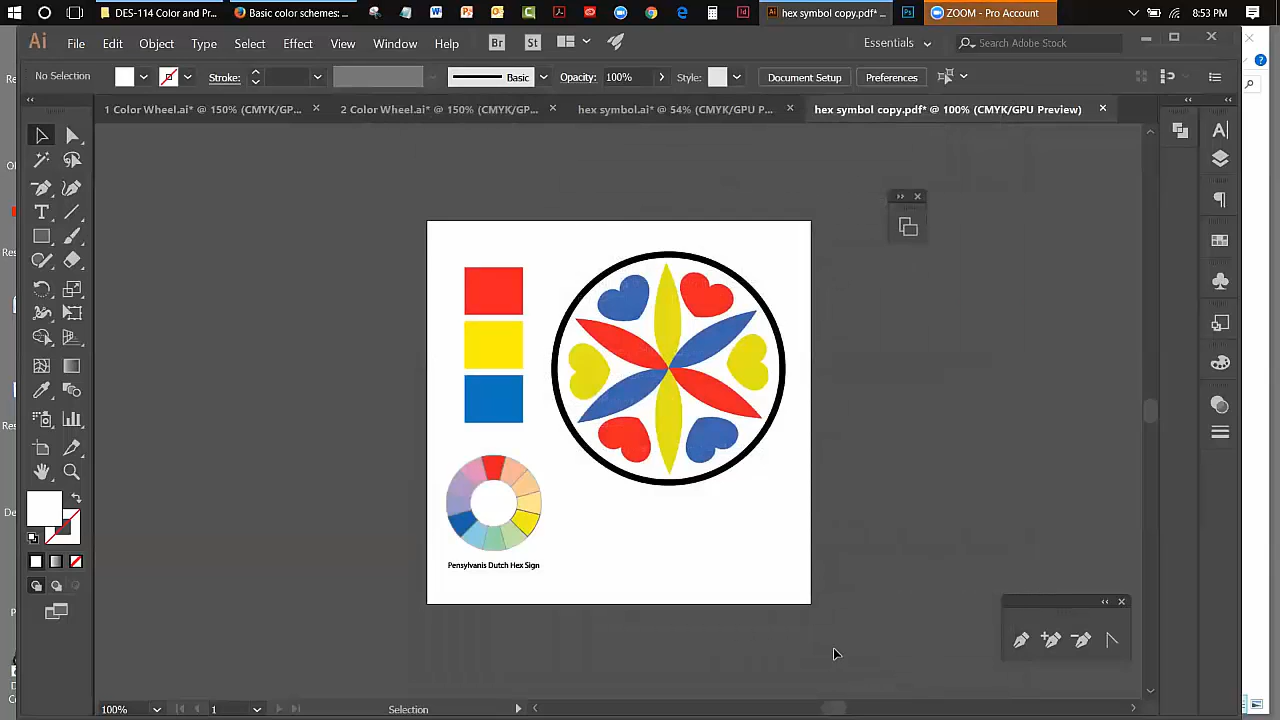 DES-114 Color and Pr...
Basic color schemes: ...
hex symbol copy.pdf* ...
ZOOM - Pro Account
8:53 PM
Ai
File
Edit
Object
Type
Select
Effect
View
Window
Help
Br
St
Essentials
Search Adobe Stock
No Selection
Stroke:
Basic
Opacity:
100%
Style:
Document Setup
Preferences
1 Color Wheel.ai* @ 150% (CMYK/GP...
2 Color Wheel.ai* @ 150% (CMYK/GP...
hex symbol.ai* @ 54% (CMYK/GPU P...
hex symbol copy.pdf* @ 100% (CMYK/GPU Preview)
Pensylvanis Dutch Hex Sign
100%
1
Selection